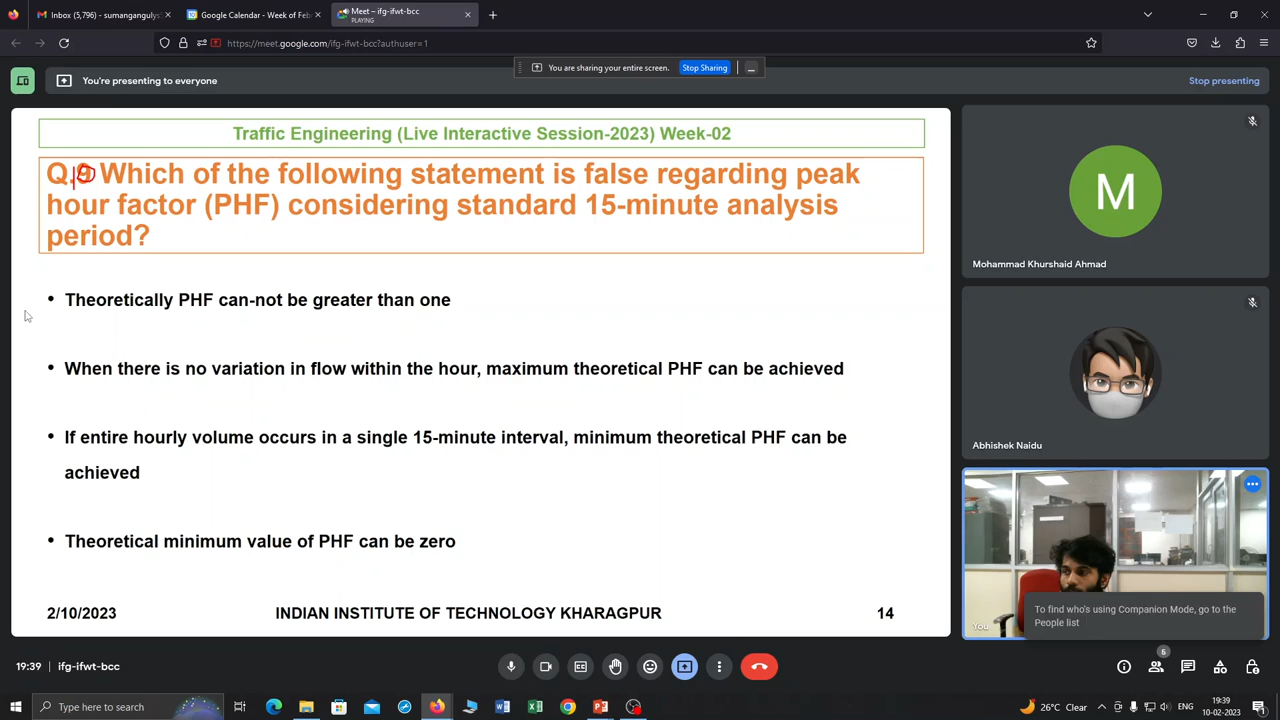 Inbox (5,796) - sumangangulys
Google Calendar - Week of Feb
Meet – ifg-ifwt-bcc
PLAYING
https://meet.google.com/ifg-ifwt-bcc?authuser=1
You are sharing your entire screen.
Stop Sharing
You're presenting to everyone
Stop presenting
Traffic Engineering (Live Interactive Session-2023) Week-02
Q.10 Which of the following statement is false regarding peak
hour factor (PHF) considering standard 15-minute analysis
period?
• Theoretically PHF can-not be greater than one
• When there is no variation in flow within the hour, maximum theoretical PHF can be achieved
• If entire hourly volume occurs in a single 15-minute interval, minimum theoretical PHF can be
achieved
• Theoretical minimum value of PHF can be zero
2/10/2023
INDIAN INSTITUTE OF TECHNOLOGY KHARAGPUR
14
M
Mohammad Khurshaid Ahmad
Abhishek Naidu
You
To find who's using Companion Mode, go to the
People list
19:39
ifg-ifwt-bcc
6
Type here to search
26°C Clear
ENG
19:39
10-02-2023